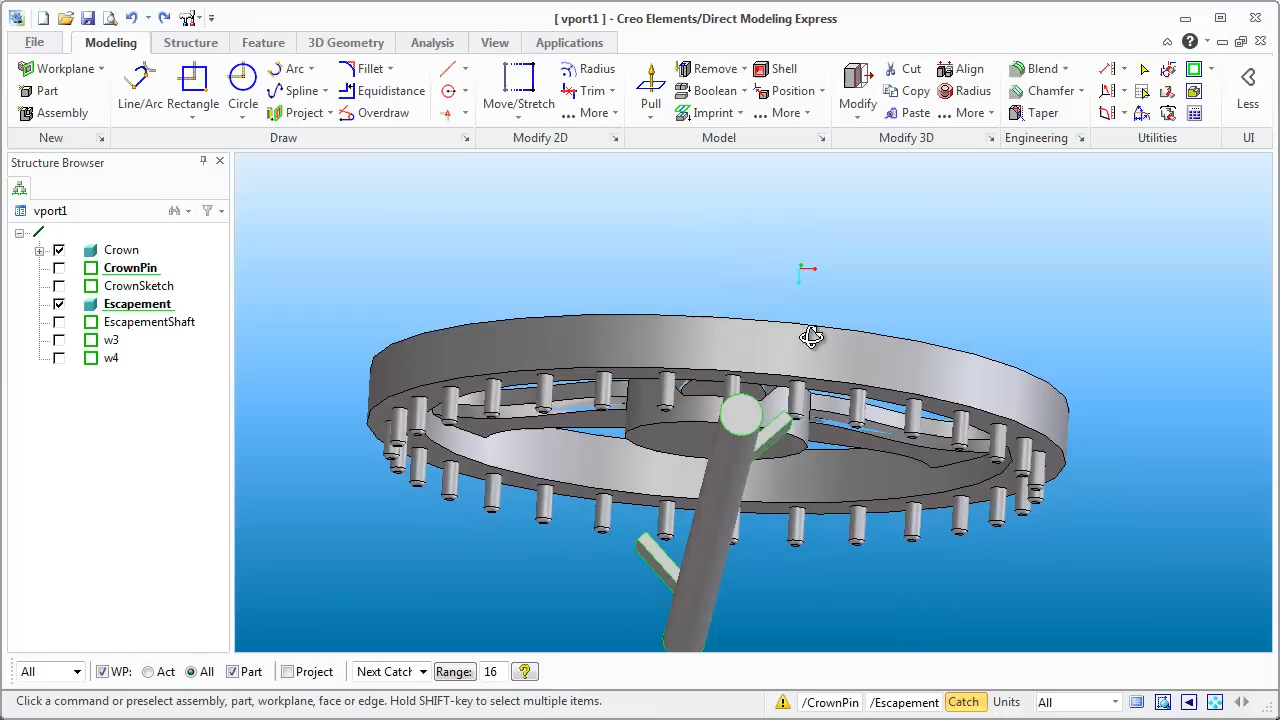 [ vport1 ] - Creo Elements/Direct Modeling Express
File Modeling Structure Feature 3D Geometry Analysis View Applications
Workplane Line/Arc Rectangle Circle Arc Fillet Move/Stretch Radius Pull Remove Shell Modify Cut Align Blend Less
Part Spline Equidistance Trim Boolean Position Copy Radius Chamfer
Assembly Project Overdraw ... More Imprint ... More Paste ... More Taper
New Draw Modify 2D Model Modify 3D Engineering Utilities UI
Structure Browser
vport1
Crown
CrownPin
CrownSketch
Escapement
EscapementShaft
w3
w4
All WP: Act All Part Project Next Catch Range: 16
Click a command or preselect assembly, part, workplane, face or edge. Hold SHIFT-key to select multiple items. /CrownPin /Escapement Catch Units All